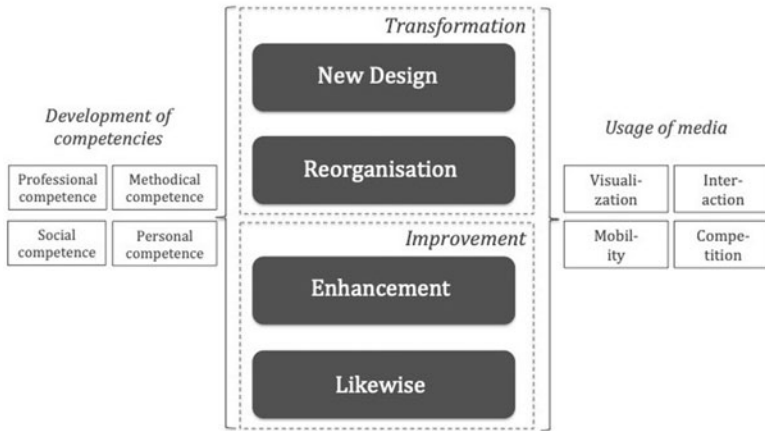 Development of
competencies
Professional
competence
Methodical
competence
Social
competence
Personal
competence
Transformation
New Design
Reorganisation
Improvement
Enhancement
Likewise
Usage of media
Visuali-
zation
Inter-
action
Mobil-
ity
Compe-
tition